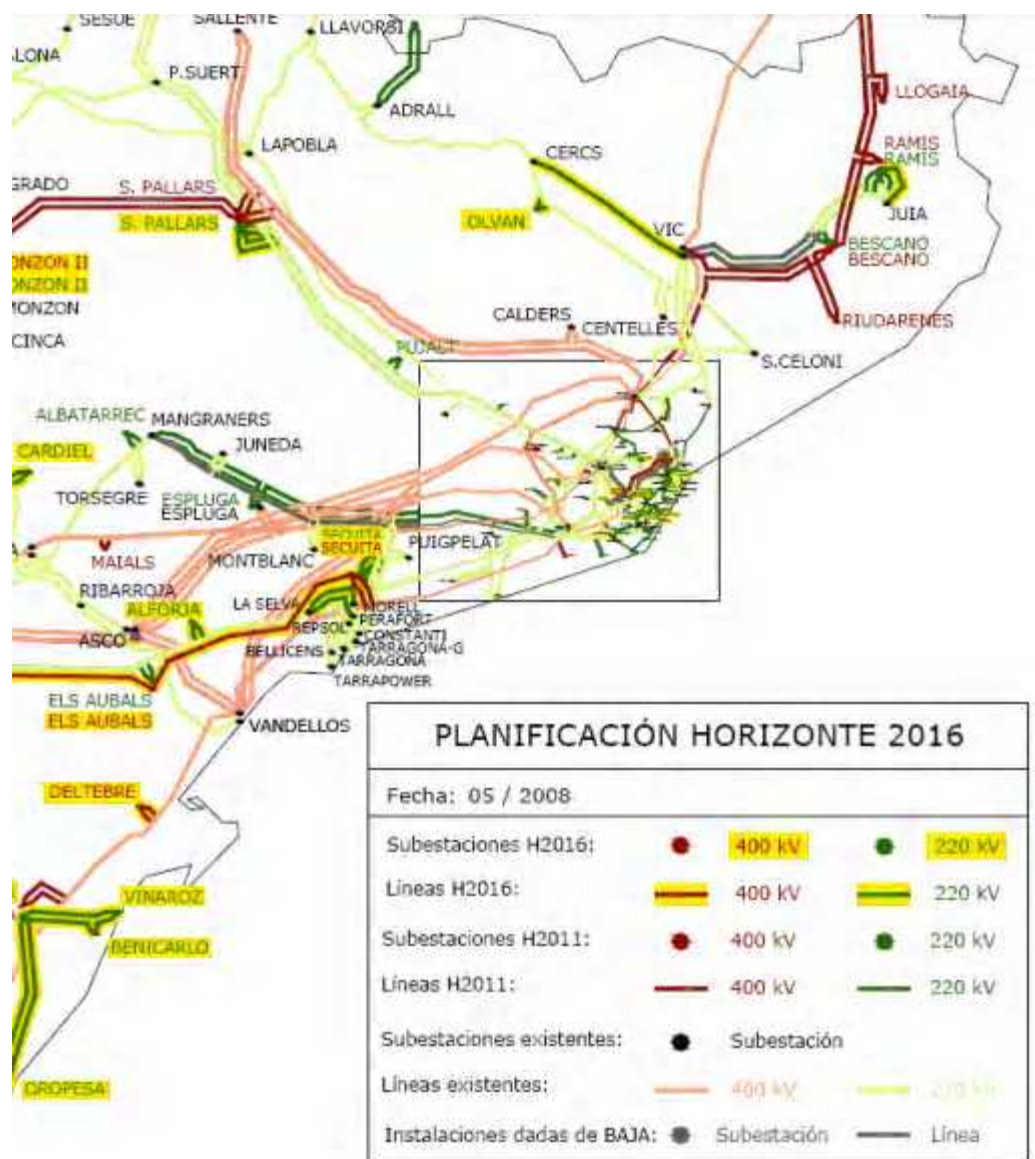 SESUE
SALLENTE
LLAVORSI
P.SUERT
ADRALL
LLOGAIA
LAPOBLA
CERCS
RAMIS
RAMIS
GRADO
S. PALLARS
S. PALLARS
OLVAN
VIC
JUIA
BESCANO
BESCANO
ONZON II
ONZON II
MONZON
CINCA
CALDERS
CENTELLES
RIUDARENES
PUJALT
S.CELONI
ALBATARREC
MANGRANERS
JUNEDA
CARDIEL
TORSEGRE
ESPLUGA
ESPLUGA
SECUITA
SECUITA
PUIGPELAT
MAIALS
MONTBLANC
RIBARROJA
LA SELVA
MORELL
ALFORJA
PERAFORT
REPSOL
CONSTANTI
ASCO
TARRAGONA-G
BELLICENS
TARRAGONA
TARRAPOWER
ELS AUBALS
ELS AUBALS
VANDELLOS
DELTEBRE
VINAROZ
BENICARLO
OROPESA
PLANIFICACIÓN HORIZONTE 2016
Fecha: 05 / 2008
Subestaciones H2016: 400 kV 220 kV
Líneas H2016: 400 kV 220 kV
Subestaciones H2011: 400 kV 220 kV
Líneas H2011: 400 kV 220 kV
Subestaciones existentes: Subestación
Líneas existentes: 400 kV 220 kV
Instalaciones dadas de BAJA: Subestación Línea